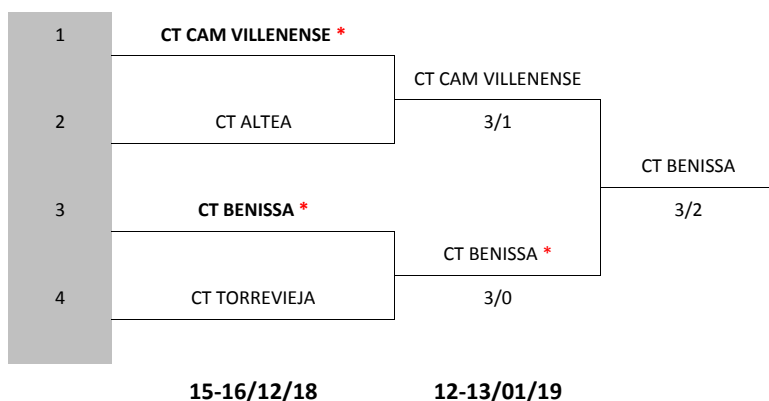 1 CT CAM VILLENENSE *
CT CAM VILLENENSE
2 CT ALTEA 3/1
CT BENISSA
3 CT BENISSA * 3/2
CT BENISSA *
4 CT TORREVIEJA 3/0
15-16/12/18 12-13/01/19